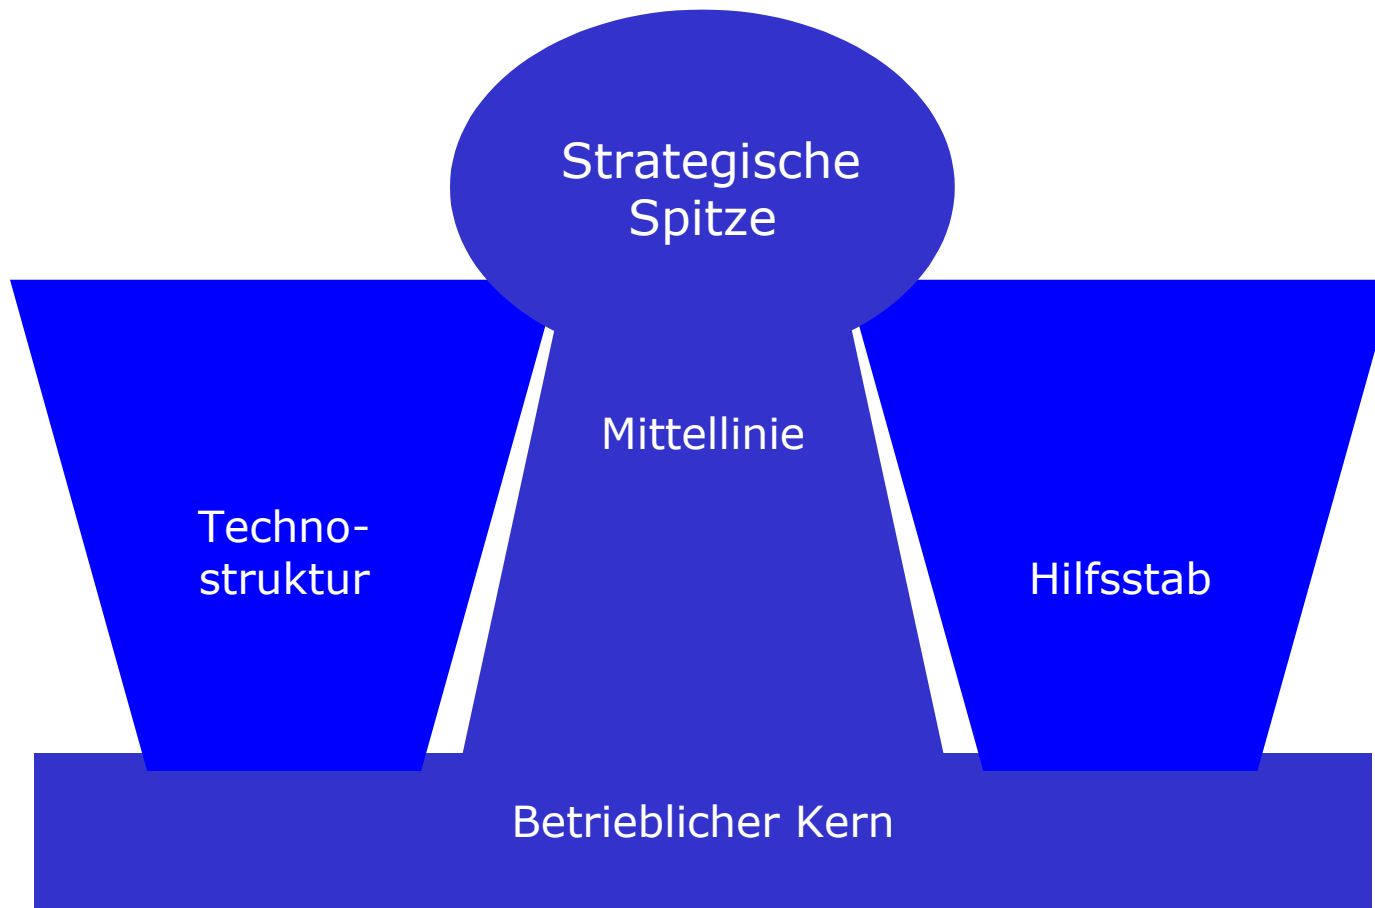 Strategische
Spitze
Mittellinie
Techno-
struktur
Hilfsstab
Betrieblicher Kern